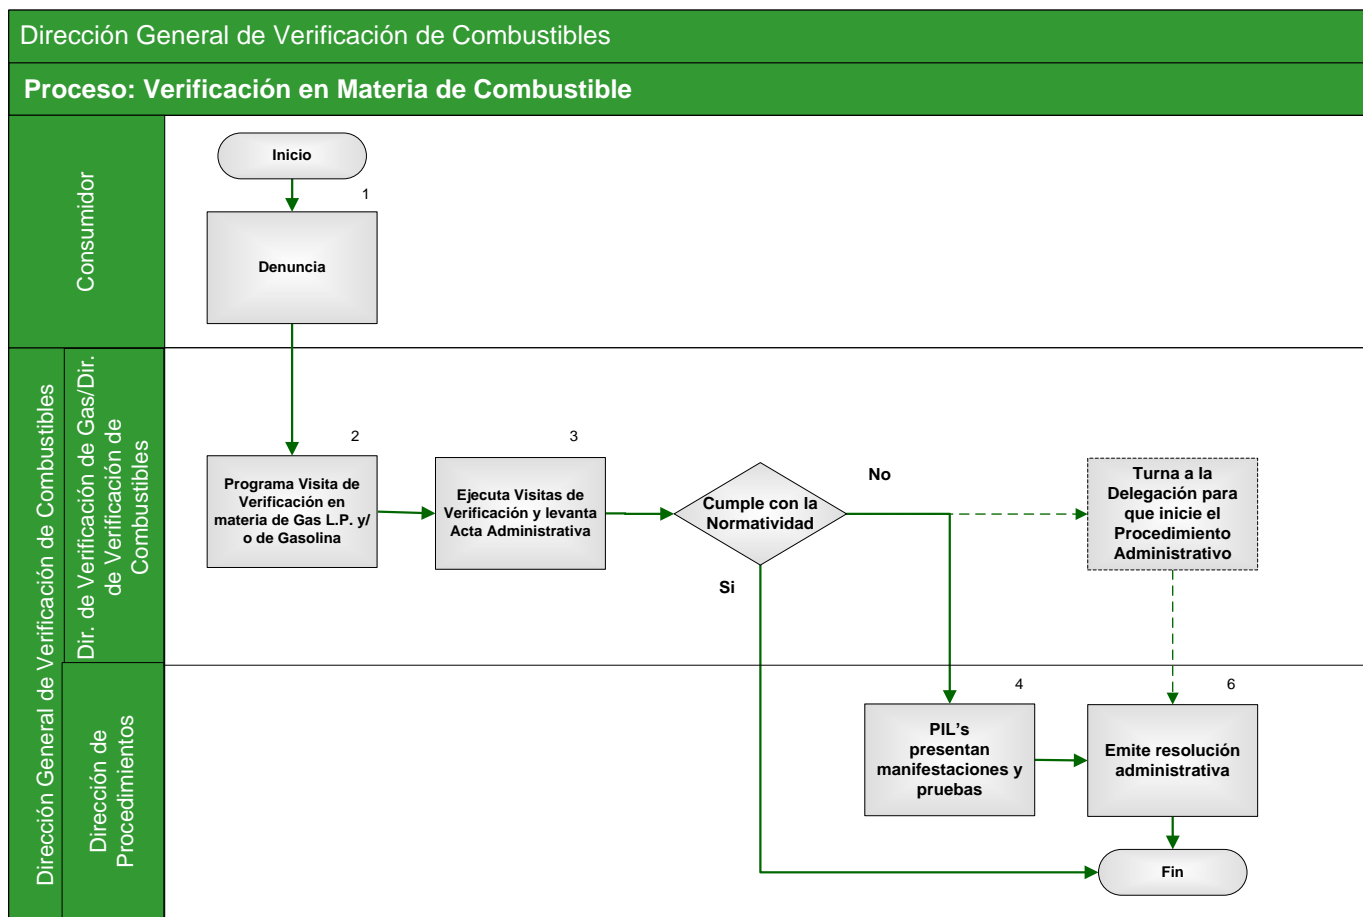 Dirección General de Verificación de Combustibles
Proceso: Verificación en Materia de Combustible
Consumidor
Inicio
1
Denuncia
Dirección General de Verificación de Combustibles
Dir. de Verificación de Gas/Dir.
de Verificación de
Combustibles
2
Programa Visita de
Verificación en
materia de Gas L.P. y/
o de Gasolina
3
Ejecuta Visitas de
Verificación y levanta
Acta Administrativa
Cumple con la
Normatividad
No
Si
Turna a la
Delegación para
que inicie el
Procedimiento
Administrativo
Dirección de
Procedimientos
4
PIL's
presentan
manifestaciones y
pruebas
6
Emite resolución
administrativa
Fin